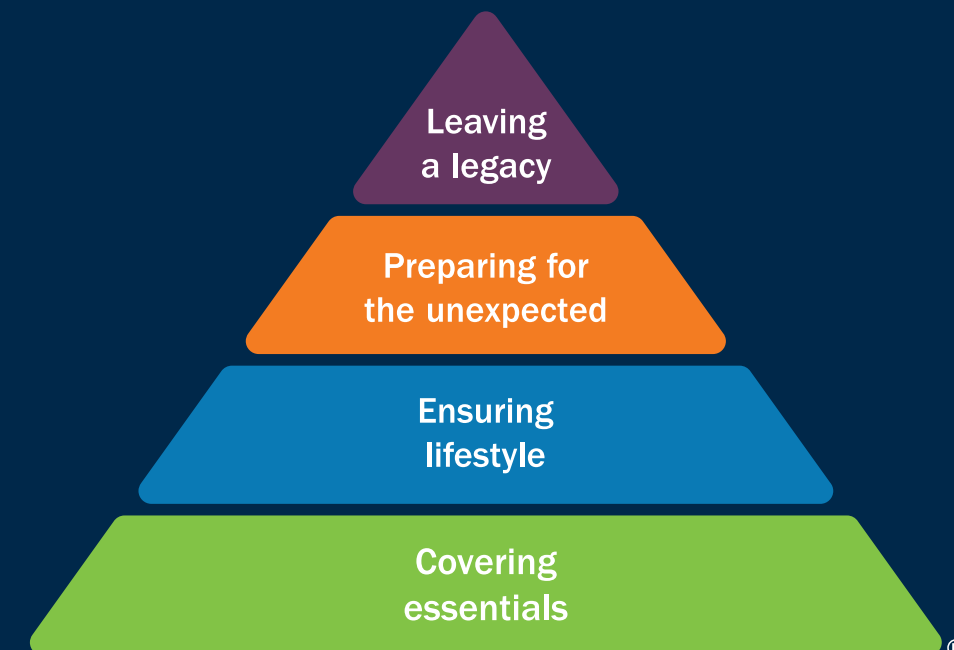 Leaving
a legacy
Preparing for
the unexpected
Ensuring
lifestyle
Covering
essentials